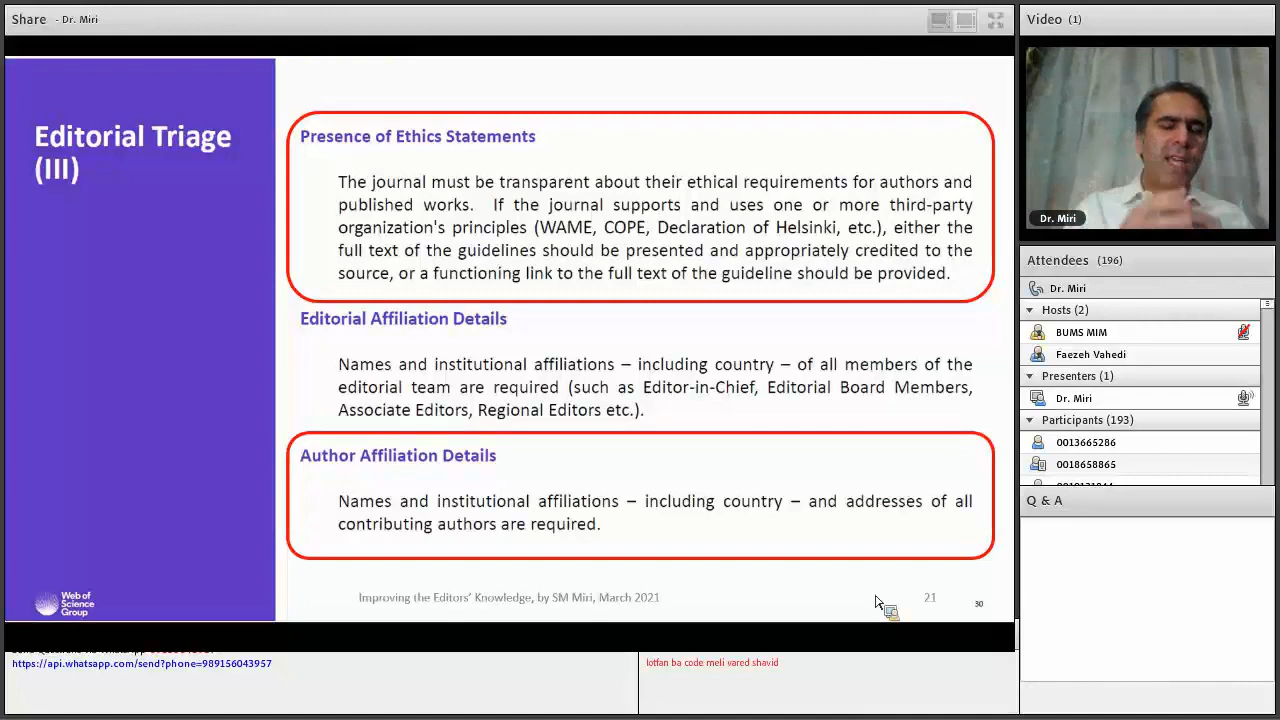 Share - Dr. Miri
Editorial Triage
(III)
Presence of Ethics Statements
The journal must be transparent about their ethical requirements for authors and
published works. If the journal supports and uses one or more third-party
organization's principles (WAME, COPE, Declaration of Helsinki, etc.), either the
full text of the guidelines should be presented and appropriately credited to the
source, or a functioning link to the full text of the guideline should be provided.
Editorial Affiliation Details
Names and institutional affiliations – including country – of all members of the
editorial team are required (such as Editor-in-Chief, Editorial Board Members,
Associate Editors, Regional Editors etc.).
Author Affiliation Details
Names and institutional affiliations – including country – and addresses of all
contributing authors are required.
Web of
Science
Group
Improving the Editors' Knowledge, by SM Miri, March 2021
21
30
https://api.whatsapp.com/send?phone=989156043957
lotfan ba code meli vared shavid
Video (1)
Dr. Miri
Attendees (196)
Dr. Miri
Hosts (2)
BUMS MIM
Faezeh Vahedi
Presenters (1)
Dr. Miri
Participants (193)
0013665286
0018658865
Q & A